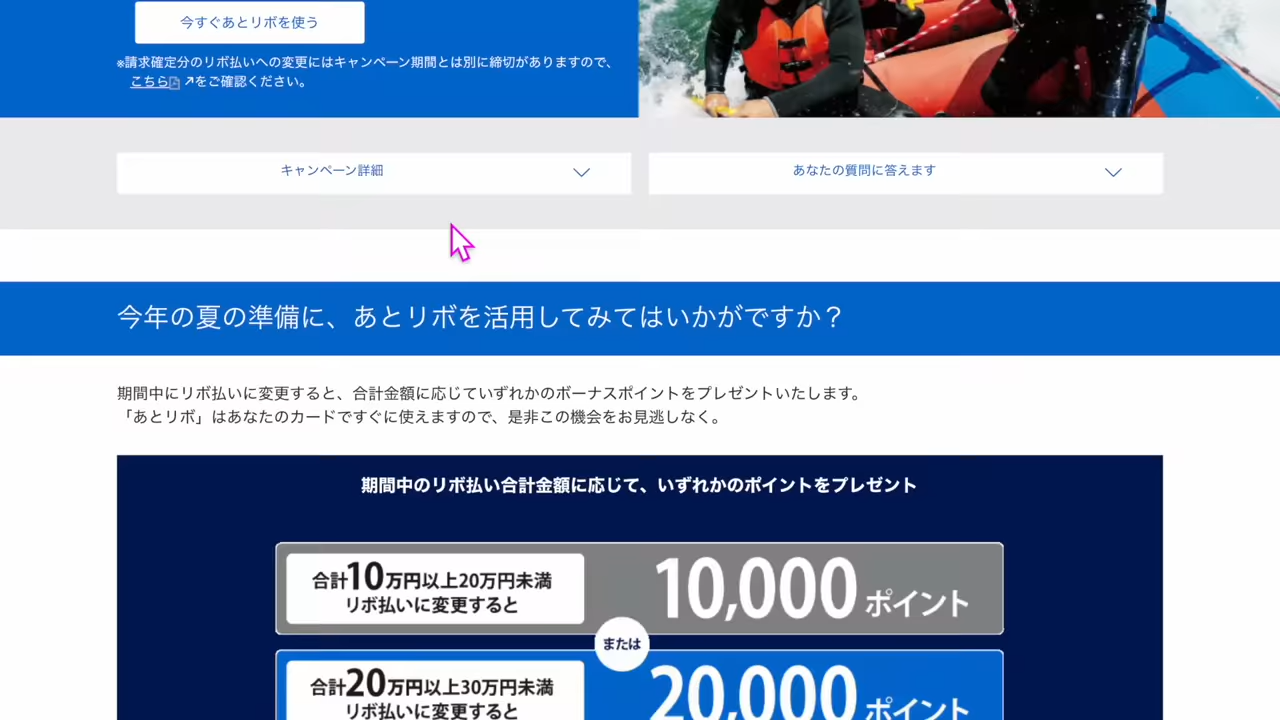 今すぐあとリボを使う
※請求確定分のリボ払いへの変更にはキャンペーン期間とは別に締切がありますので、
こちら をご確認ください。
キャンペーン詳細
あなたの質問に答えます
今年の夏の準備に、あとリボを活用してみてはいかがですか？
期間中にリボ払いに変更すると、合計金額に応じていずれかのボーナスポイントをプレゼントいたします。
「あとリボ」はあなたのカードですぐに使えますので、是非この機会をお見逃しなく。
期間中のリボ払い合計金額に応じて、いずれかのポイントをプレゼント
合計10万円以上20万円未満
リボ払いに変更すると
10,000ポイント
または
合計20万円以上30万円未満
リボ払いに変更すると
20,000ポイント